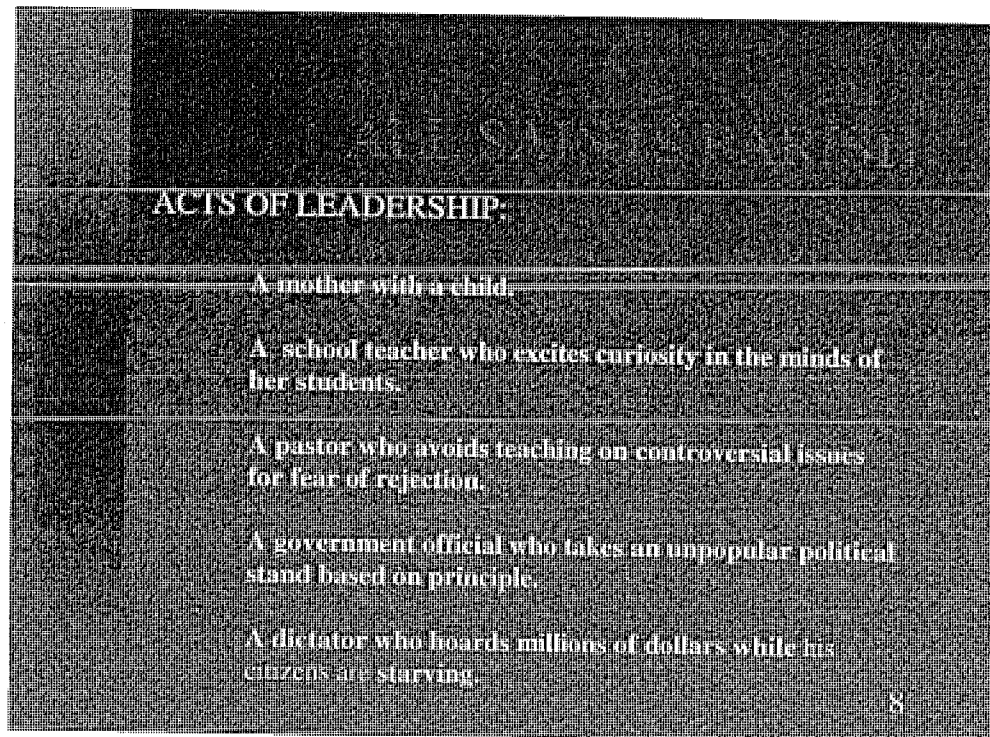 ACTS OF LEADERSHIP:
A mother with a child.
A school teacher who excites curiosity in the minds of
her students.
A pastor who avoids teaching on controversial issues
for fear of rejection.
A government official who takes an unpopular political
stand based on principle.
A dictator who hoards millions of dollars while his
citizens are starving.
8